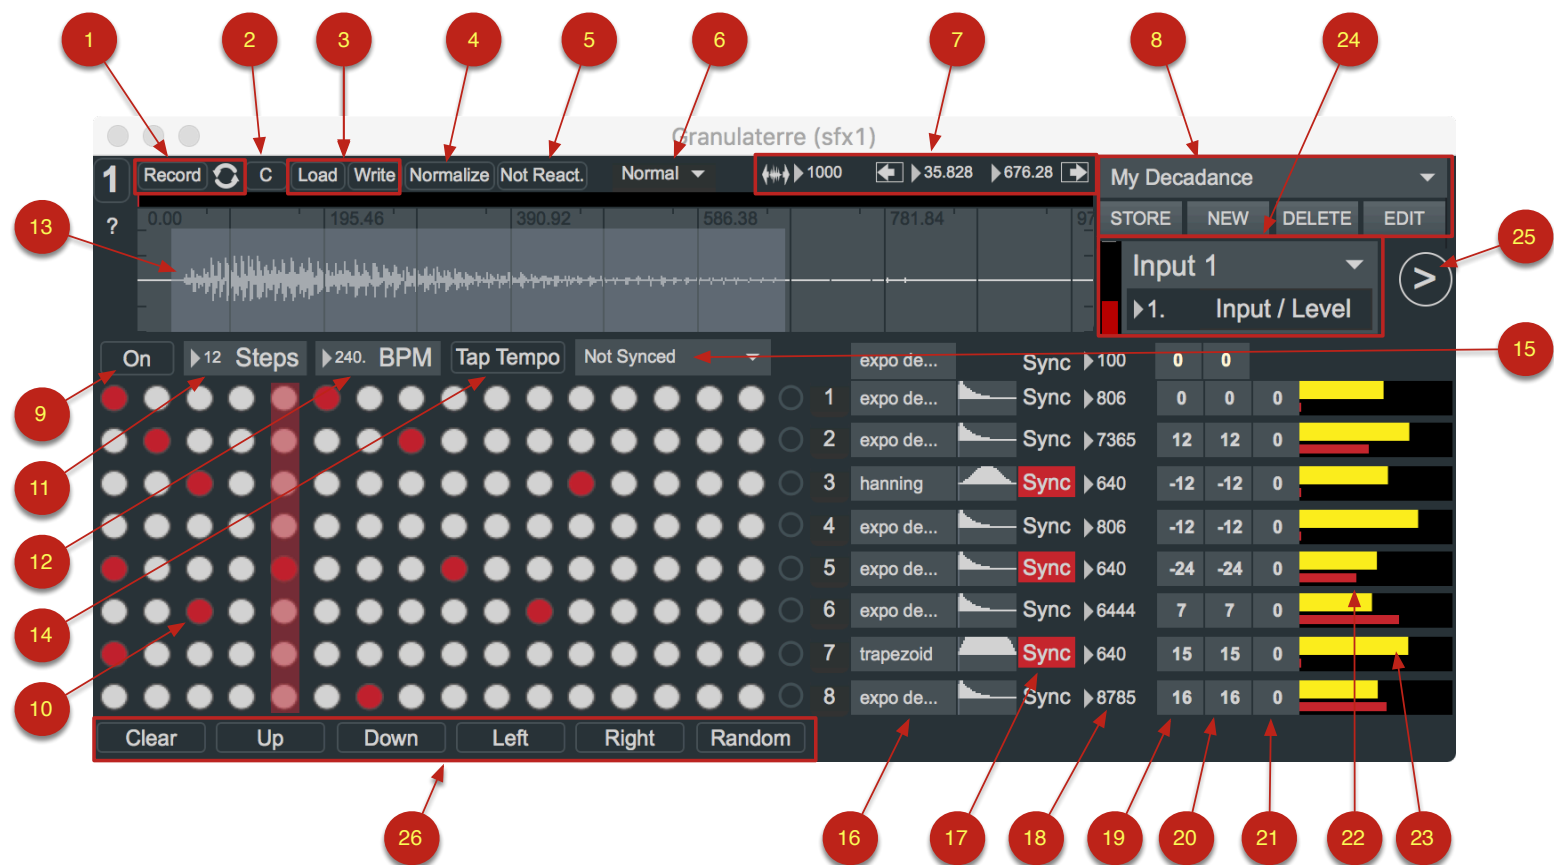 1 2 3 4 5 6 7 8 24
Granulaterre (sfx1)
1 Record C Load Write Normalize Not React. Normal 1000 35.828 676.28 My Decadance
? STORE NEW DELETE EDIT
0.00 195.46 390.92 586.38 781.84 97
13 25
Input 1
1. Input / Level
On 12 Steps 240. BPM Tap Tempo Not Synced expo de... Sync 100 0 0
15
9
1 expo de... Sync 806 0 0 0
2 expo de... Sync 7365 12 12 0
11
3 hanning Sync 640 -12 -12 0
4 expo de... Sync 806 -12 -12 0
12
5 expo de... Sync 640 -24 -24 0
22
6 expo de... Sync 6444 7 7 0
14
7 trapezoid Sync 640 15 15 0
23
10
8 expo de... Sync 8785 16 16 0
Clear Up Down Left Right Random
26 16 17 18 19 20 21 22 23